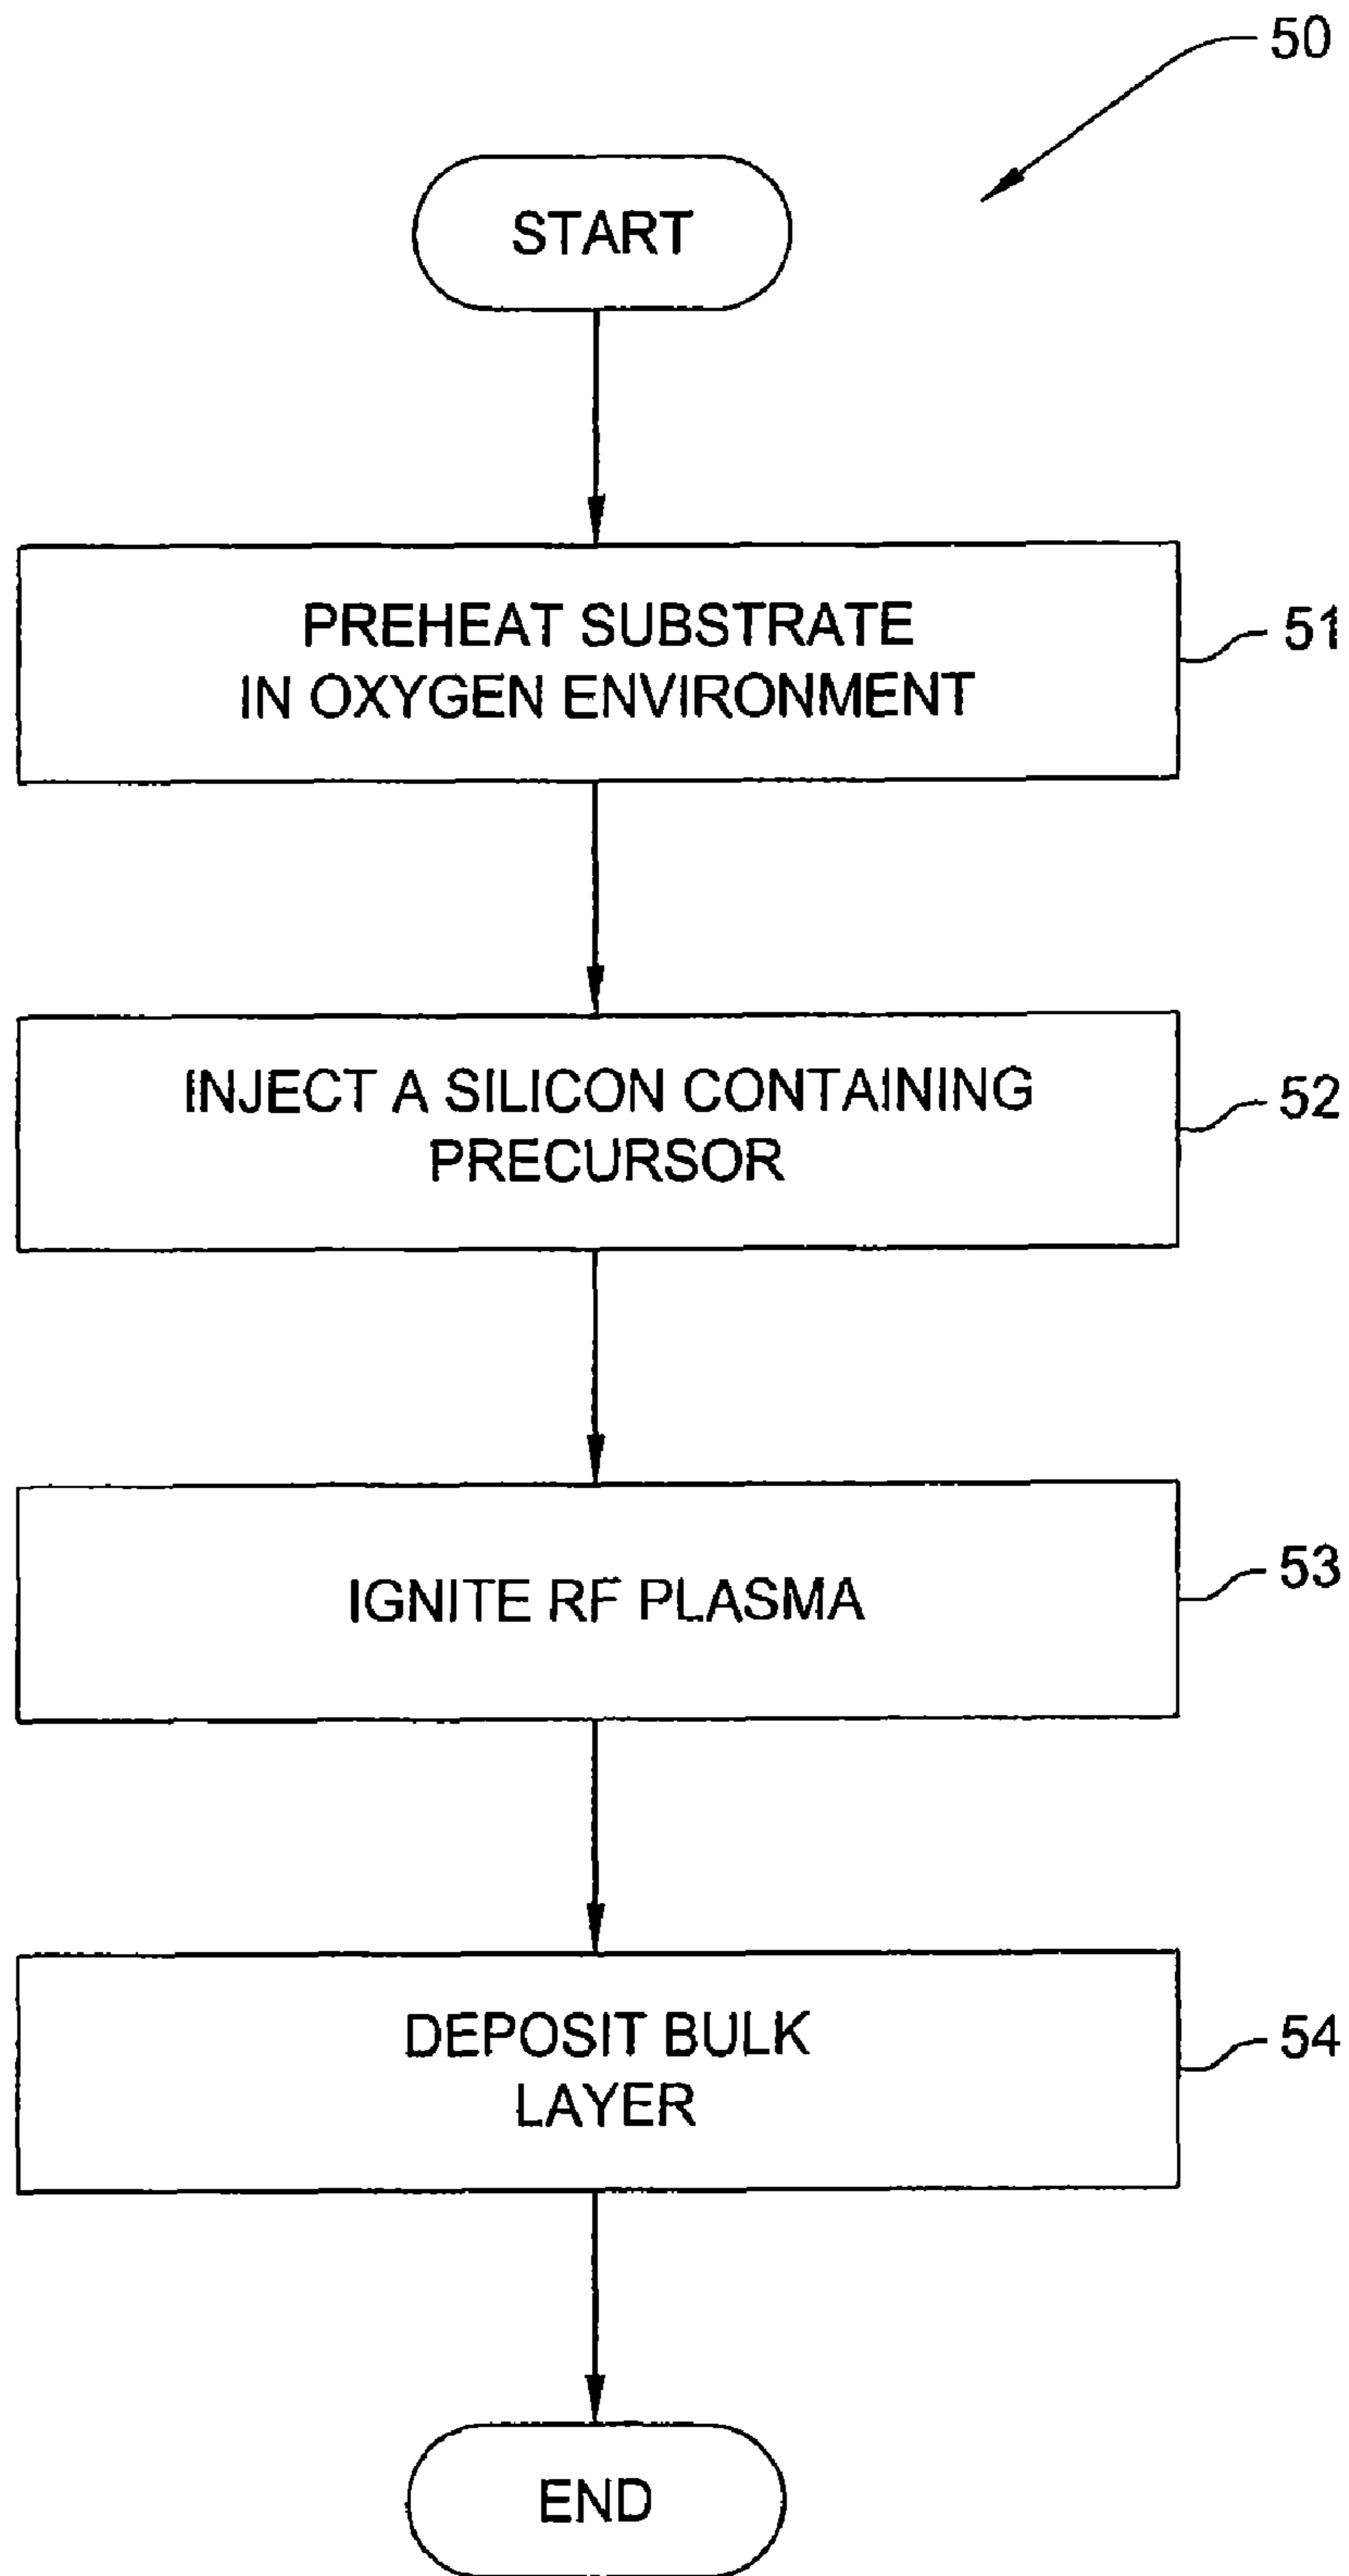 50
START
PREHEAT SUBSTRATE
IN OXYGEN ENVIRONMENT
51
INJECT A SILICON CONTAINING
PRECURSOR
52
IGNITE RF PLASMA
53
DEPOSIT BULK
LAYER
54
END